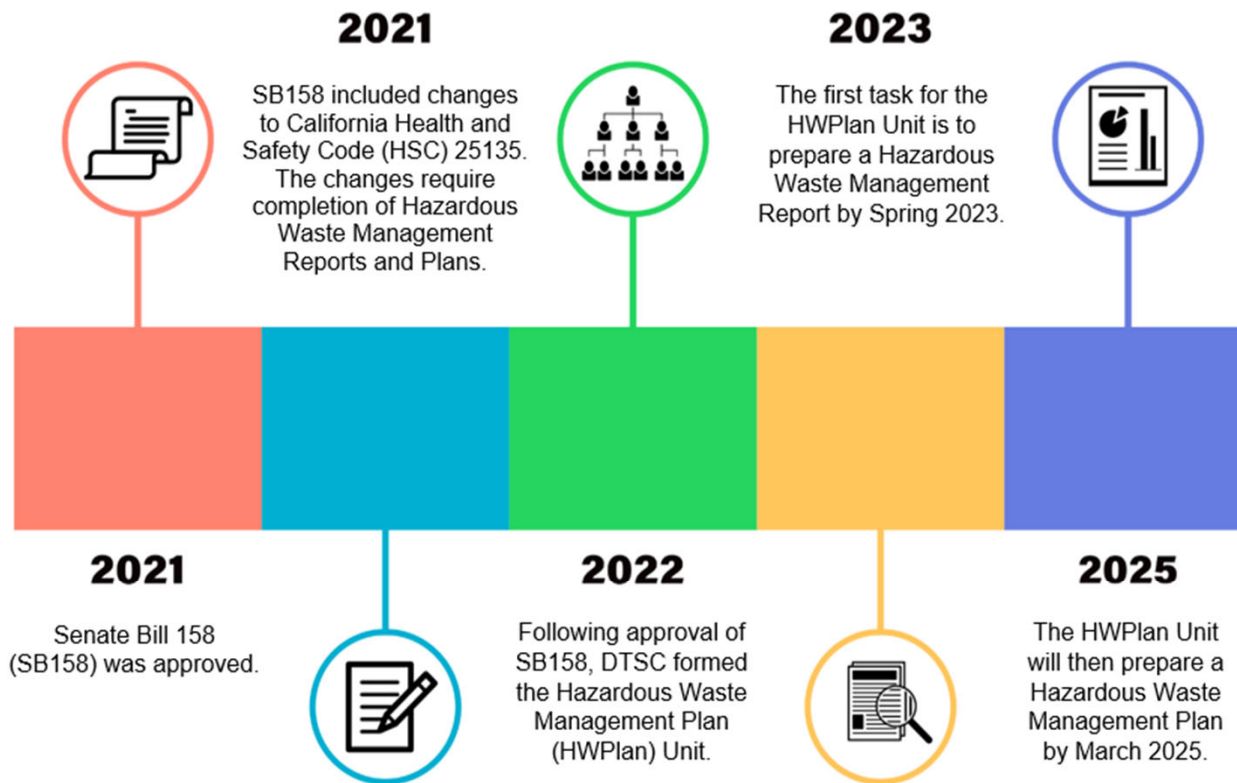 2021
SB158 included changes
to California Health and
Safety Code (HSC) 25135.
The changes require
completion of Hazardous
Waste Management
Reports and Plans.
2023
The first task for the
HWPlan Unit is to
prepare a Hazardous
Waste Management
Report by Spring 2023.
2021
Senate Bill 158
(SB158) was approved.
2022
Following approval of
SB158, DTSC formed
the Hazardous Waste
Management Plan
(HWPlan) Unit.
2025
The HWPlan Unit
will then prepare a
Hazardous Waste
Management Plan
by March 2025.